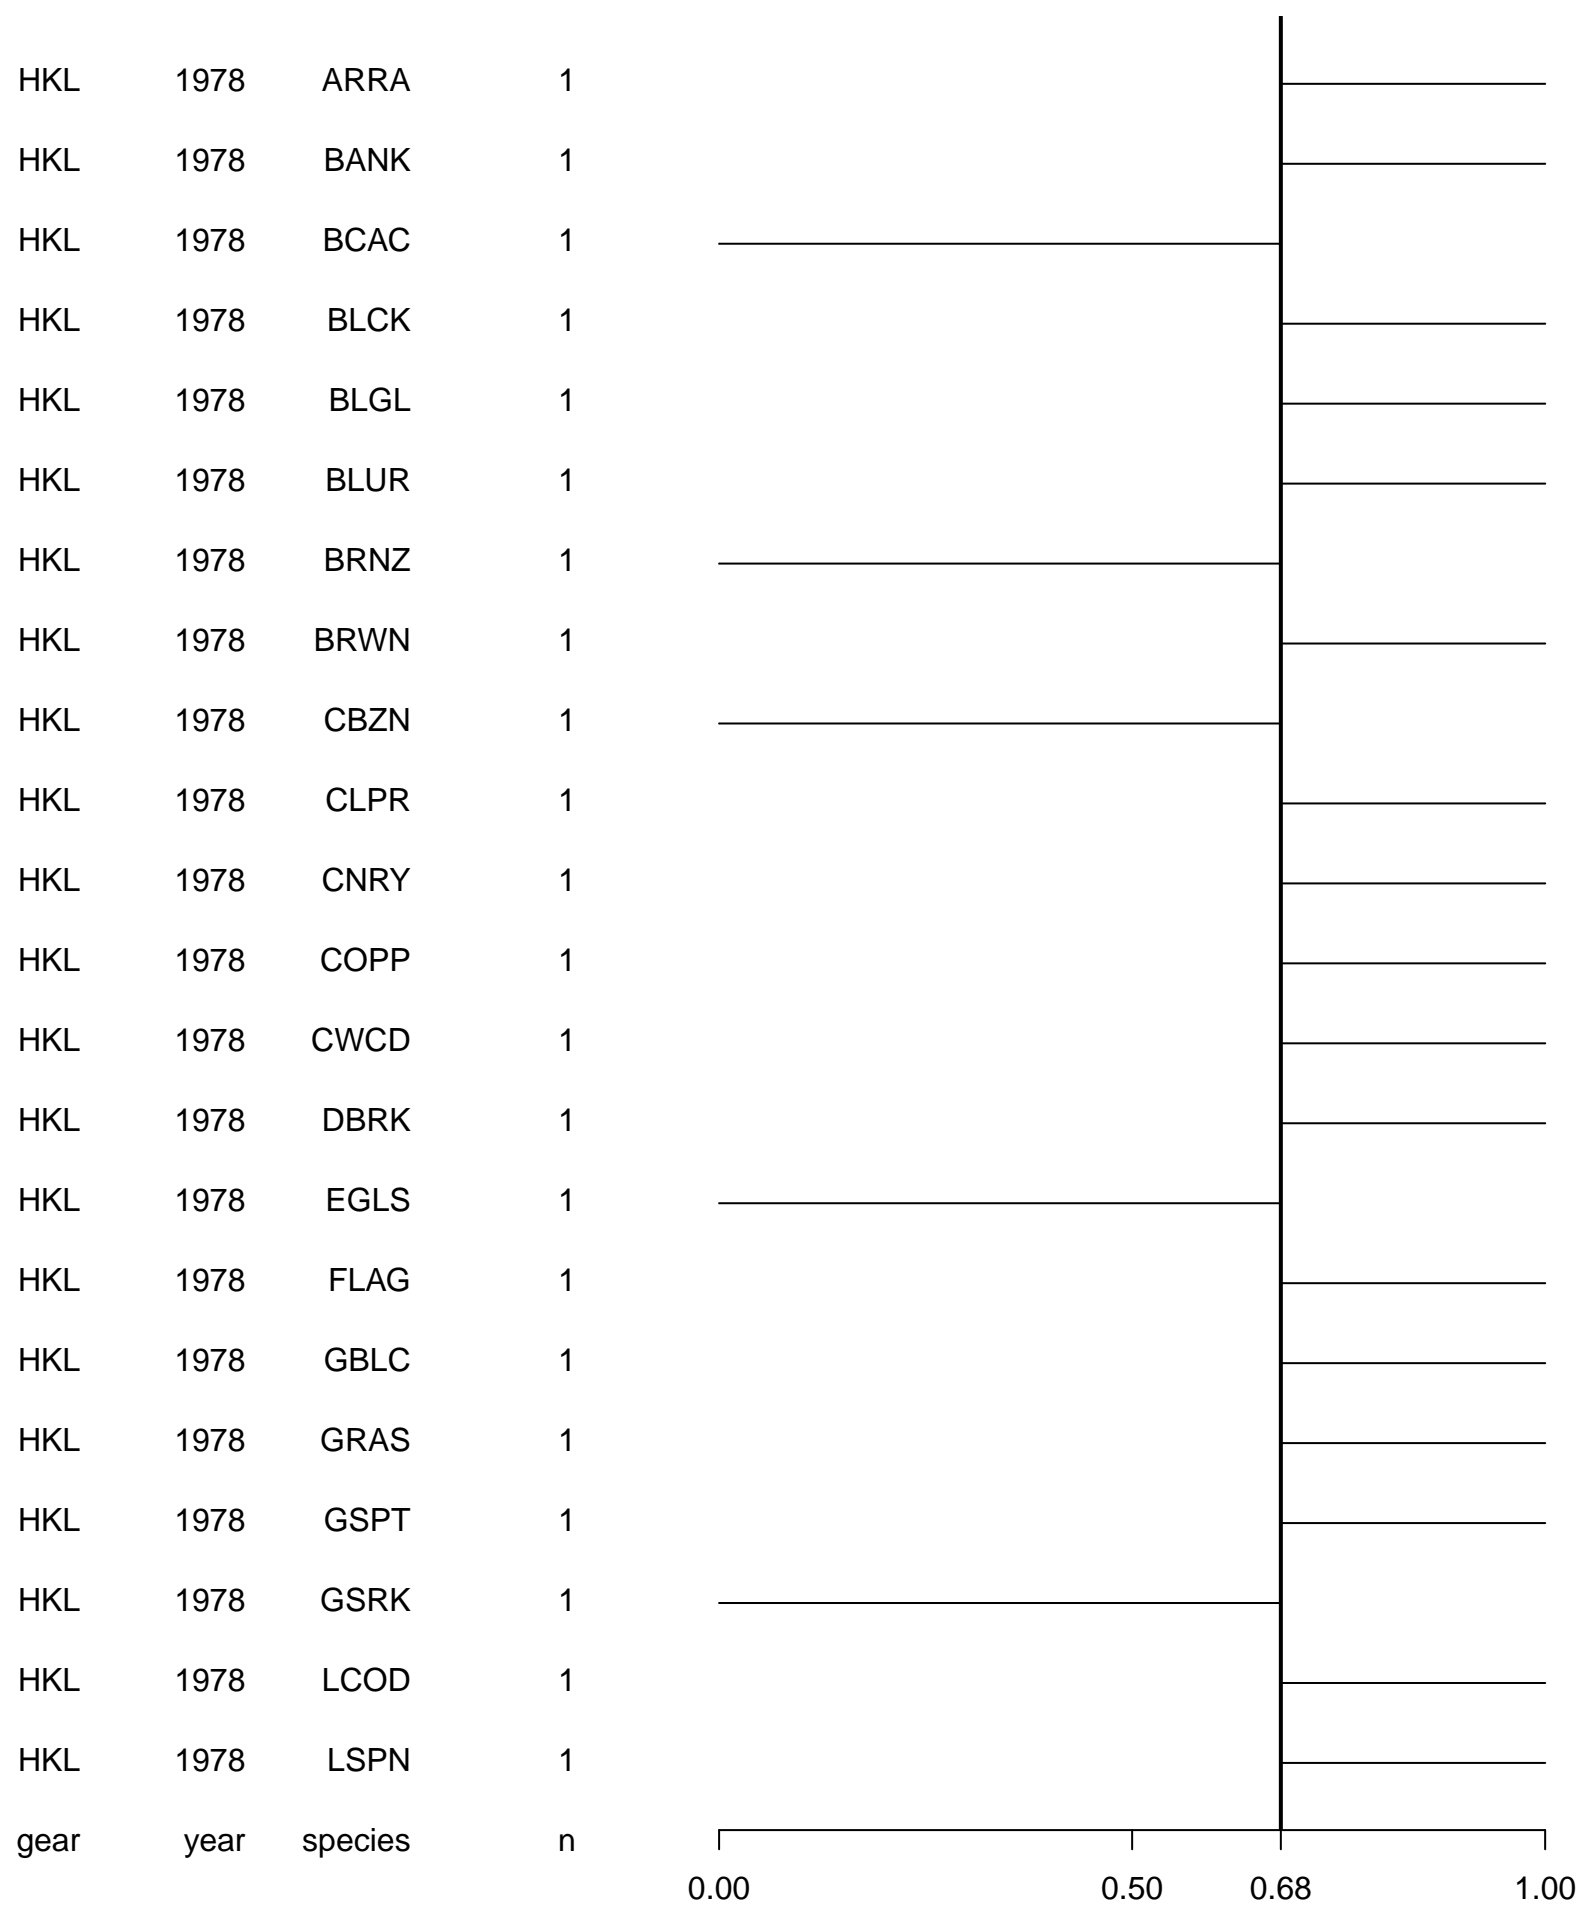 HKL 1978 ARRA 1
HKL 1978 BANK 1
HKL 1978 BCAC 1
HKL 1978 BLCK 1
HKL 1978 BLGL 1
HKL 1978 BLUR 1
HKL 1978 BRNZ 1
HKL 1978 BRWN 1
HKL 1978 CBZN 1
HKL 1978 CLPR 1
HKL 1978 CNRY 1
HKL 1978 COPP 1
HKL 1978 CWCD 1
HKL 1978 DBRK 1
HKL 1978 EGLS 1
HKL 1978 FLAG 1
HKL 1978 GBLC 1
HKL 1978 GRAS 1
HKL 1978 GSPT 1
HKL 1978 GSRK 1
HKL 1978 LCOD 1
HKL 1978 LSPN 1
gear year species n
0.00 0.50 0.68 1.00